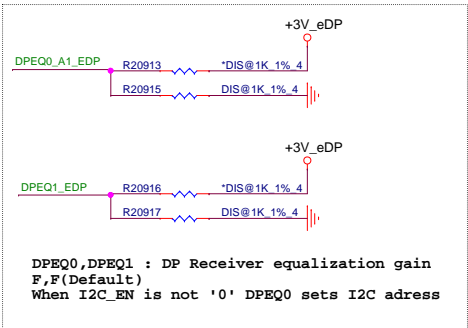 +3V_eDP
DPEQ0_A1_EDP R20913 *DIS@1K_1%_4
R20915 DIS@1K_1%_4
+3V_eDP
DPEQ1_EDP R20916 *DIS@1K_1%_4
R20917 DIS@1K_1%_4
DPEQ0,DPEQ1 : DP Receiver equalization gain
F,F(Default)
When I2C_EN is not '0' DPEQ0 sets I2C adress